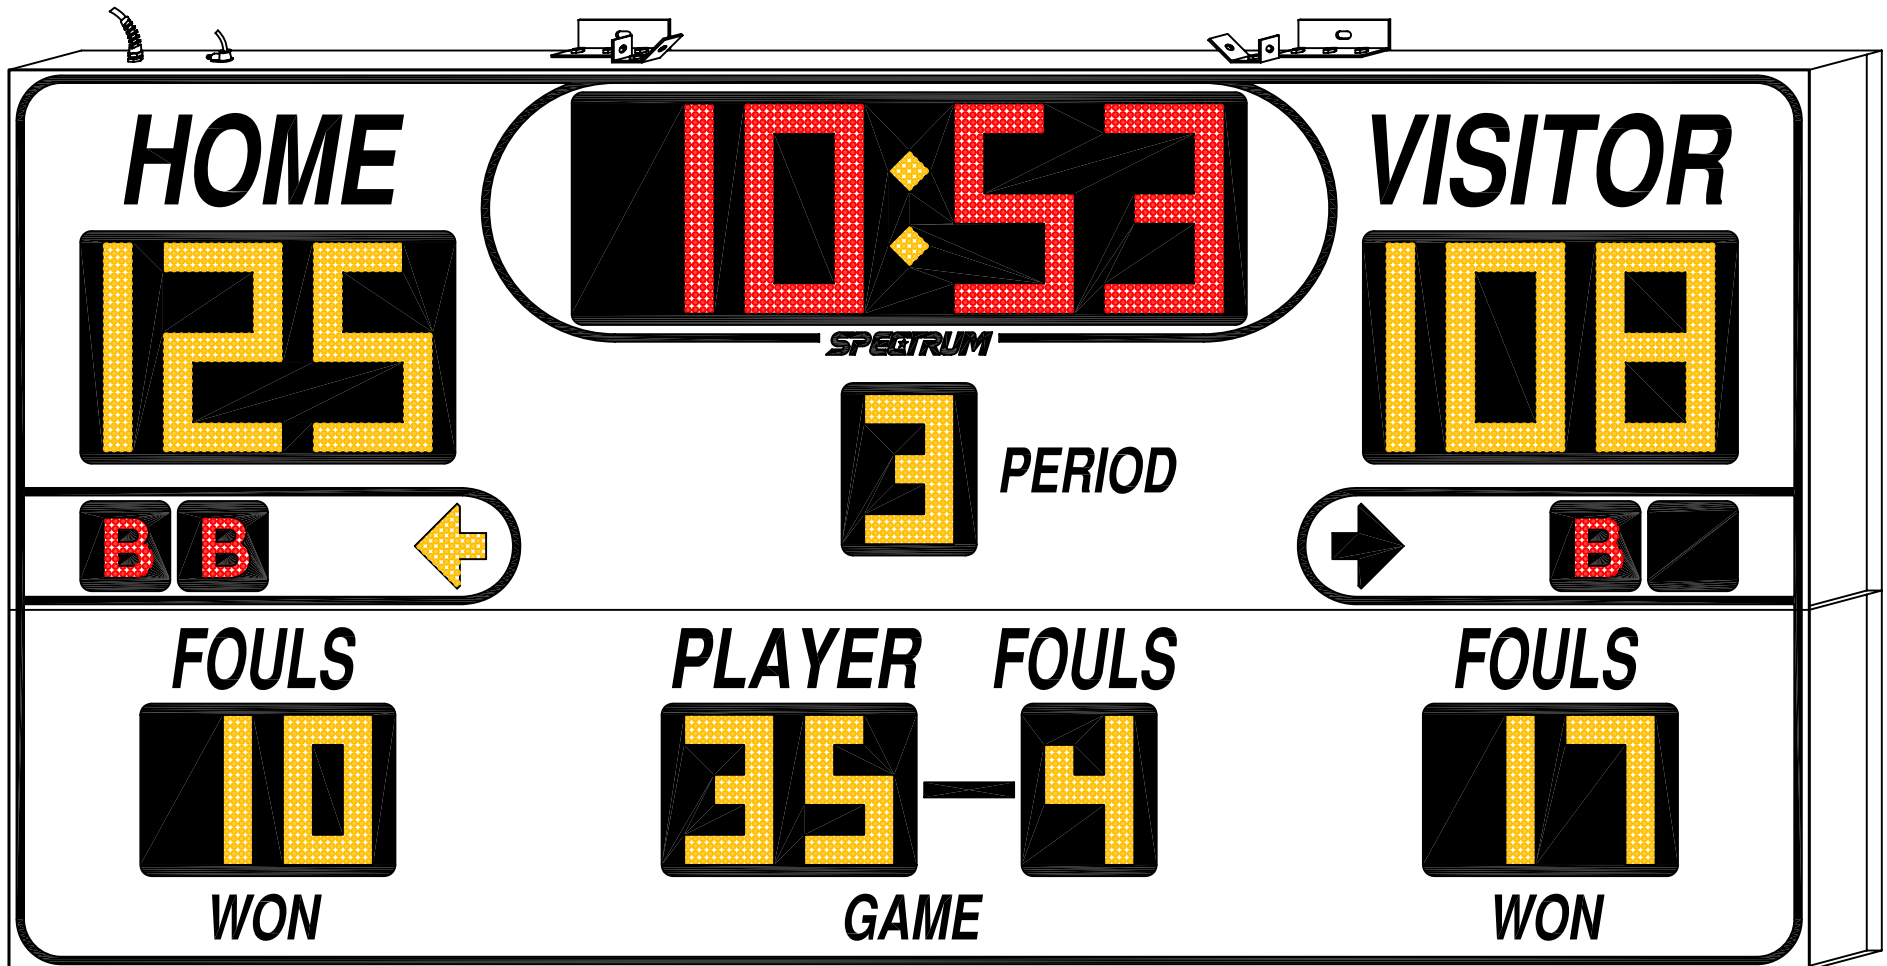 HOME 10:53 VISITOR
125 108
SPECTRUM
3 PERIOD
B B B
FOULS PLAYER FOULS FOULS
10 35-4 17
WON GAME WON